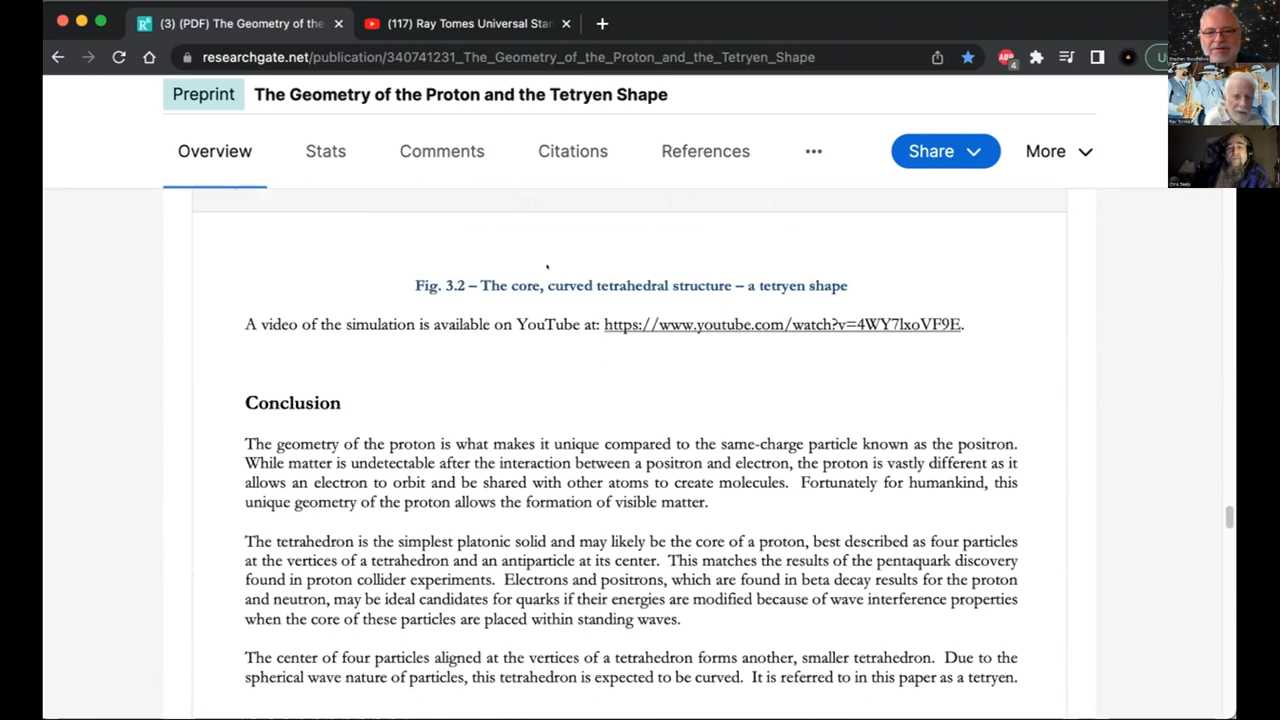 (3) (PDF) The Geometry of the
(117) Ray Tomes Universal Sta
researchgate.net/publication/340741231_The_Geometry_of_the_Proton_and_the_Tetryen_Shape
ABP
4
U
Preprint The Geometry of the Proton and the Tetryen Shape
Overview Stats Comments Citations References ... Share More
Fig. 3.2 – The core, curved tetrahedral structure – a tetryen shape
A video of the simulation is available on YouTube at: https://www.youtube.com/watch?v=4WY7lxoVF9E.
Conclusion
The geometry of the proton is what makes it unique compared to the same-charge particle known as the positron.
While matter is undetectable after the interaction between a positron and electron, the proton is vastly different as it
allows an electron to orbit and be shared with other atoms to create molecules. Fortunately for humankind, this
unique geometry of the proton allows the formation of visible matter.
The tetrahedron is the simplest platonic solid and may likely be the core of a proton, best described as four particles
at the vertices of a tetrahedron and an antiparticle at its center. This matches the results of the pentaquark discovery
found in proton collider experiments. Electrons and positrons, which are found in beta decay results for the proton
and neutron, may be ideal candidates for quarks if their energies are modified because of wave interference properties
when the core of these particles are placed within standing waves.
The center of four particles aligned at the vertices of a tetrahedron forms another, smaller tetrahedron. Due to the
spherical wave nature of particles, this tetrahedron is expected to be curved. It is referred to in this paper as a tetryen.